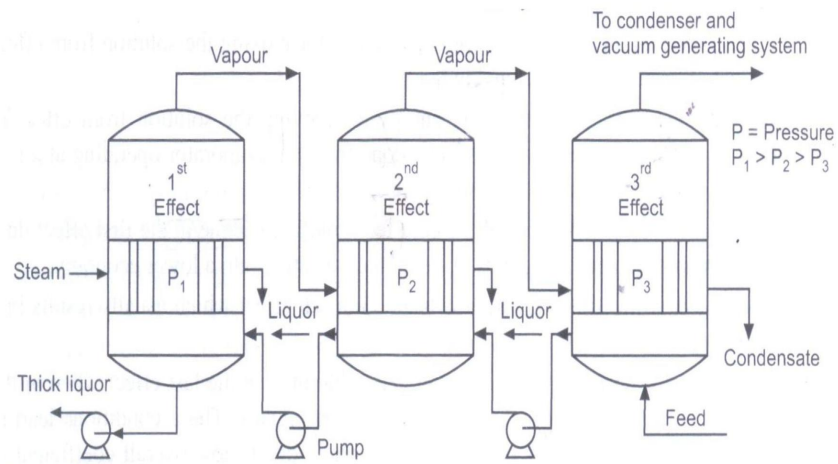 To condenser and
vacuum generating system
Vapour
Vapour
P = Pressure
P₁ > P₂ > P₃
1st
Effect
2nd
Effect
3rd
Effect
Steam
P₁
P₂
P₃
Liquor
Liquor
Condensate
Thick liquor
Feed
Pump